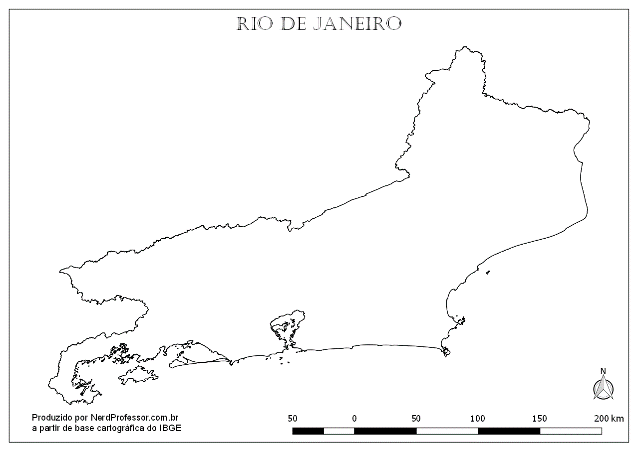 RIO DE JANEIRO
N
Produzido por NerdProfessor.com.br
a partir de base cartográfica do IBGE
50 0 50 100 150 200 km